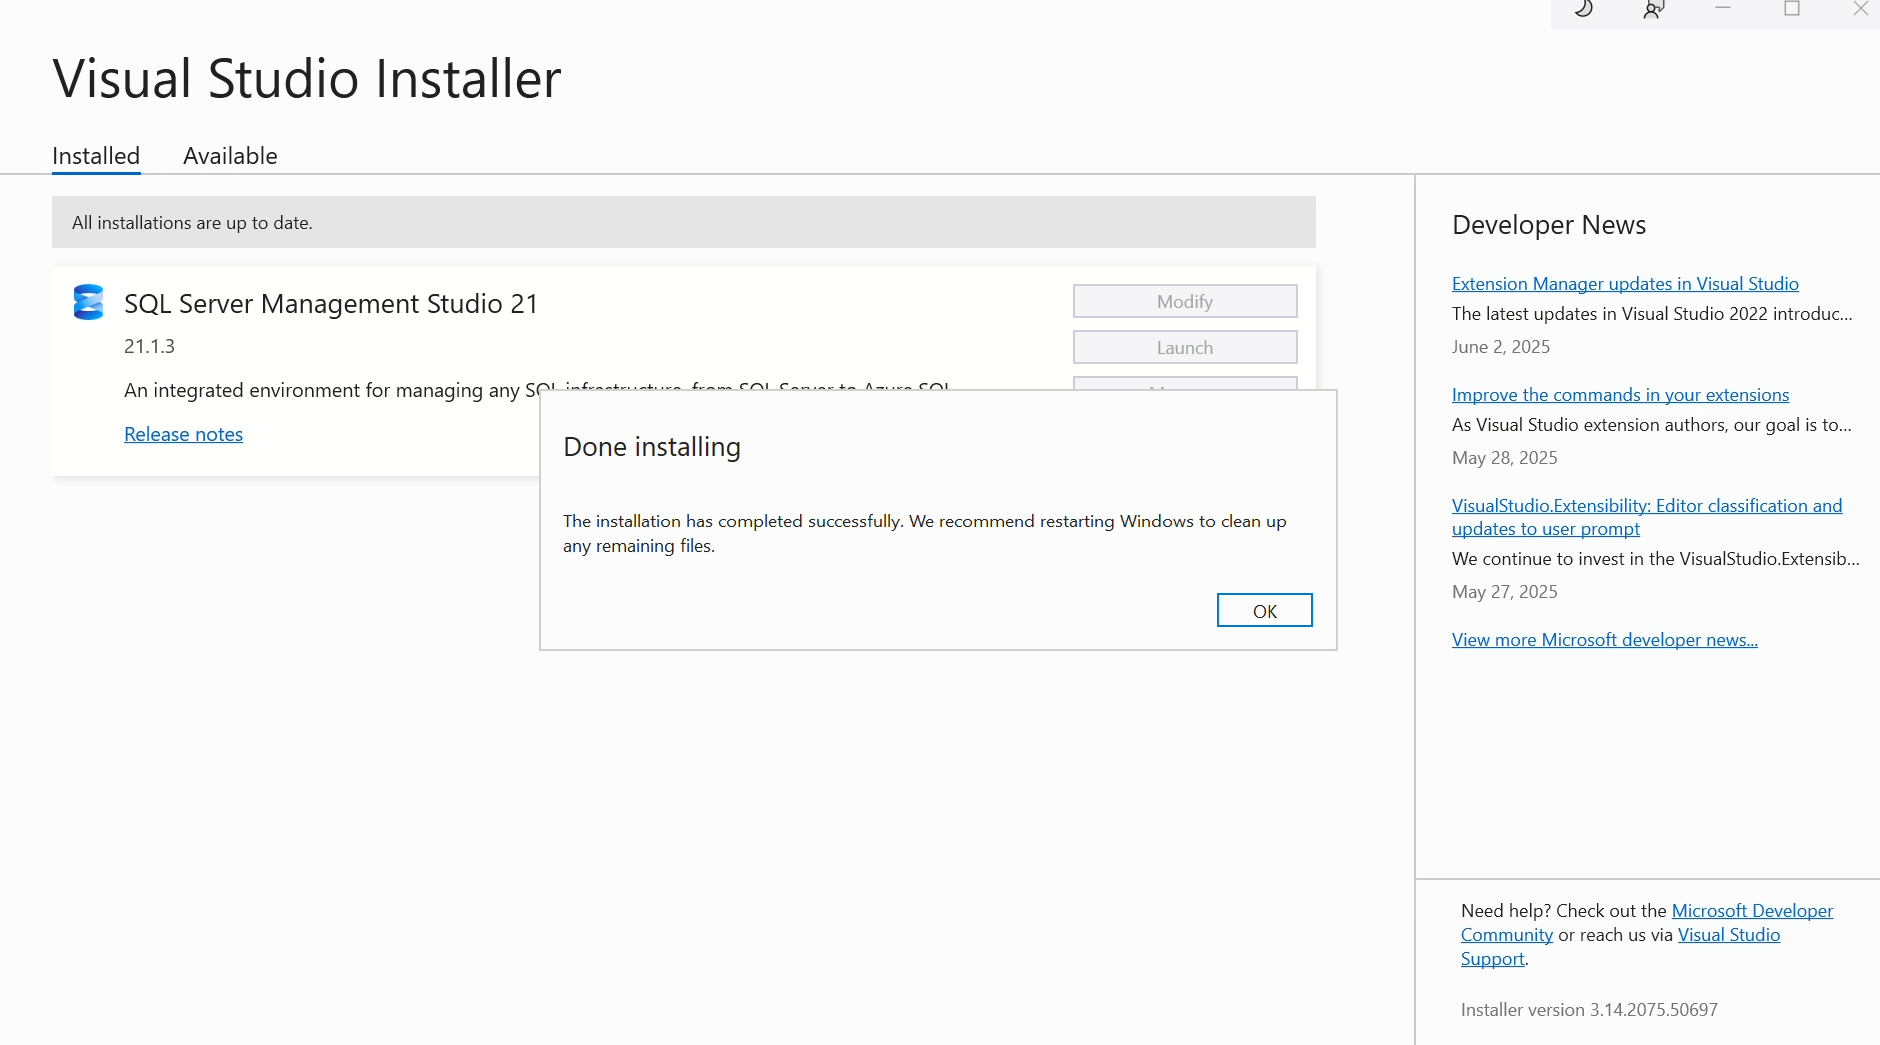 Visual Studio Installer
Installed
Available
All installations are up to date.
SQL Server Management Studio 21
21.1.3
An integrated environment for managing any SQL infrastructure, from SQL Server to Azure SQL
Release notes
Modify
Launch
Done installing
The installation has completed successfully. We recommend restarting Windows to clean up
any remaining files.
OK
Developer News
Extension Manager updates in Visual Studio
The latest updates in Visual Studio 2022 introduc...
June 2, 2025
Improve the commands in your extensions
As Visual Studio extension authors, our goal is to...
May 28, 2025
VisualStudio.Extensibility: Editor classification and
updates to user prompt
We continue to invest in the VisualStudio.Extensib...
May 27, 2025
View more Microsoft developer news...
Need help? Check out the Microsoft Developer
Community or reach us via Visual Studio
Support.
Installer version 3.14.2075.50697